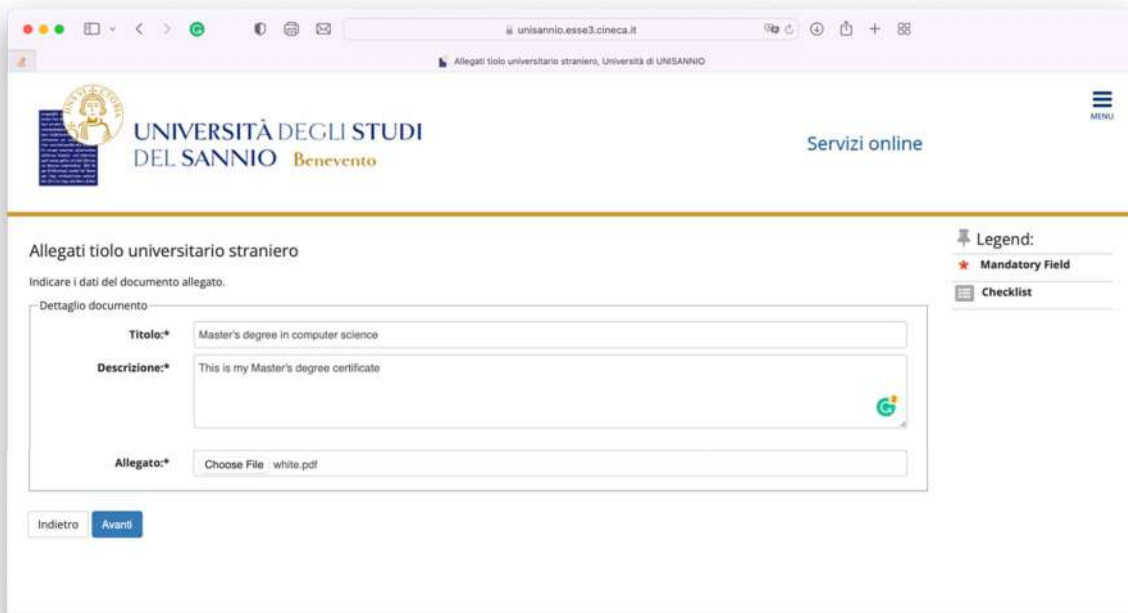 unisannio.esse3.cineca.it
Allegati tiolo universitario straniero, Università di UNISANNIO
UNIVERSITÀ DEGLI STUDI
DEL SANNIO Benevento
Servizi online
MENU
Allegati tiolo universitario straniero
Indicare i dati del documento allegato.
Dettaglio documento
Titolo:* Master's degree in computer science
Descrizione:* This is my Master's degree certificate
Allegato:* Choose File white.pdf
Indietro Avanti
Legend:
Mandatory Field
Checklist